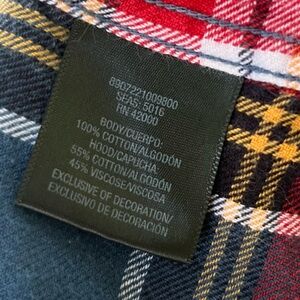 8907221009800
SEAS: 5016
RN 42000
BODY/CUERPO:
100% COTTON/ALGODÓN
HOOD/CAPUCHA:
55% COTTON/ALGODÓN
45% VISCOSE/VISCOSA
EXCLUSIVE OF DECORATION/
EXCLUSIVO DE DECORACIÓN